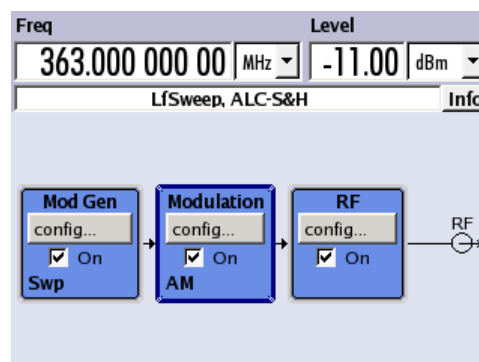 Freq Level
363.000 000 00 MHz -11.00 dBm
LfSweep, ALC-S&H Info
Mod Gen Modulation RF
config... config... config... RF
On On On
Swp AM